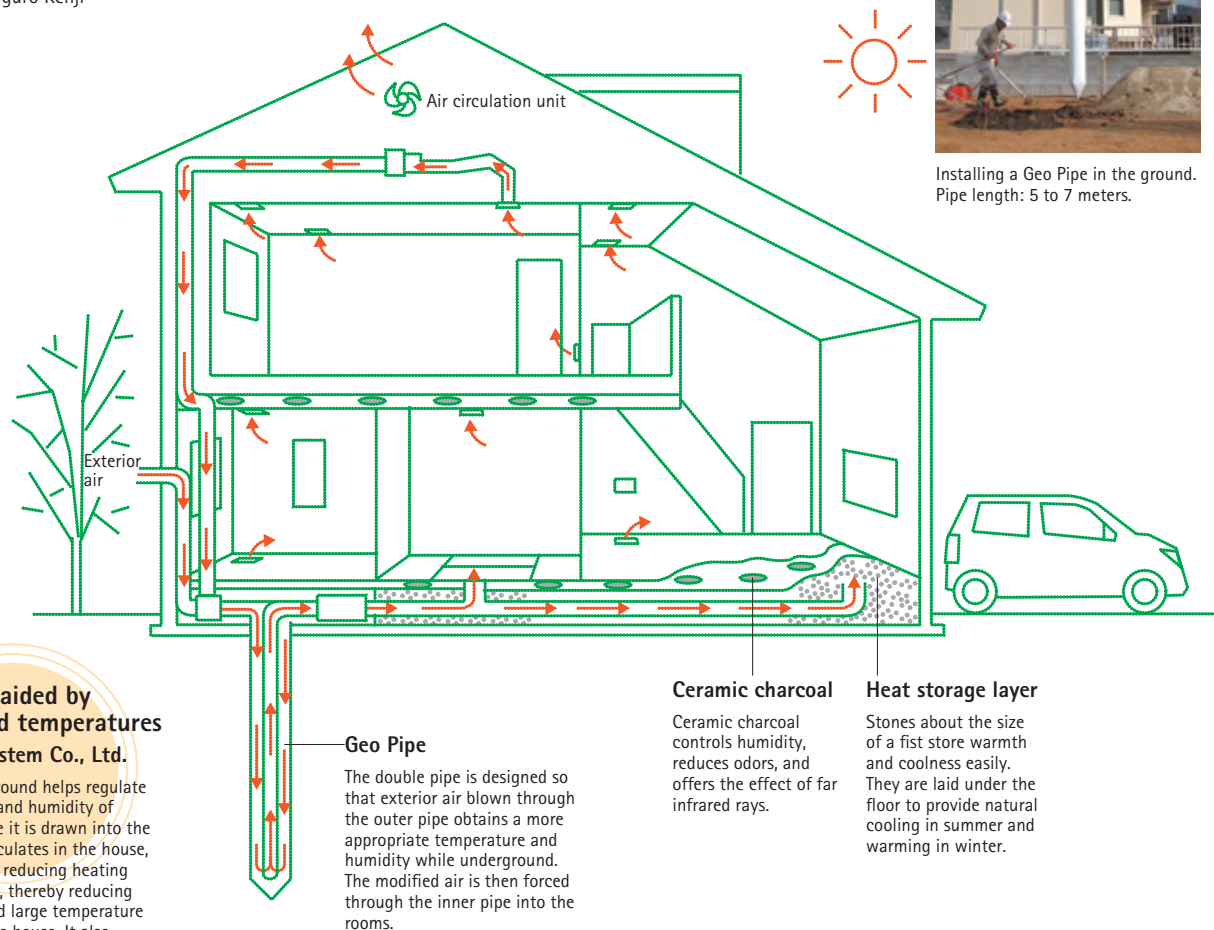 guro Kenji
Air circulation unit
Installing a Geo Pipe in the ground.
Pipe length: 5 to 7 meters.
Exterior
air
aided by
d temperatures
stem Co., Ltd.
ound helps regulate
and humidity of
e it is drawn into the
culates in the house,
reducing heating
, thereby reducing
d large temperature
Geo Pipe
The double pipe is designed so
that exterior air blown through
the outer pipe obtains a more
appropriate temperature and
humidity while underground.
The modified air is then forced
through the inner pipe into the
rooms.
Ceramic charcoal
Ceramic charcoal
controls humidity,
reduces odors, and
offers the effect of far
infrared rays.
Heat storage layer
Stones about the size
of a fist store warmth
and coolness easily.
They are laid under the
floor to provide natural
cooling in summer and
warming in winter.